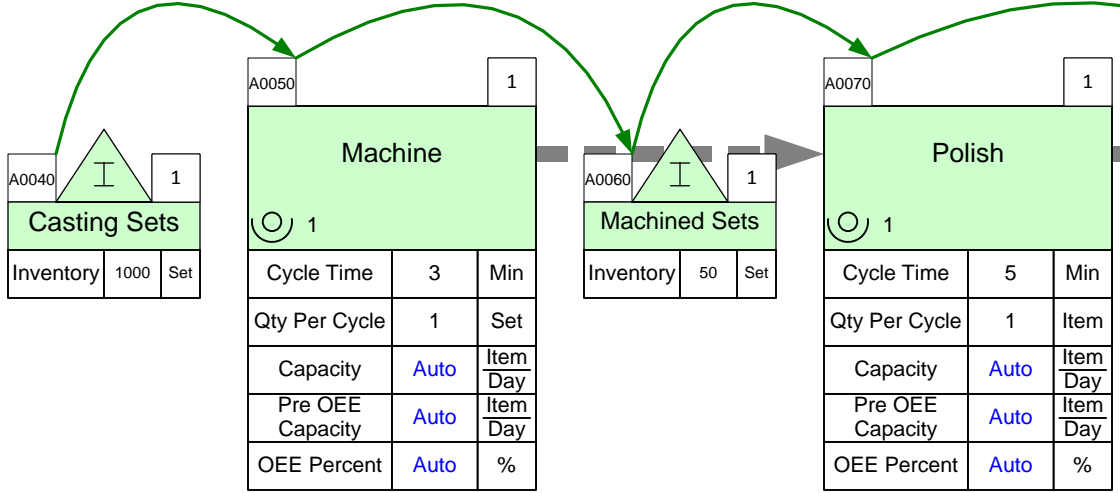 A0040
1
Casting Sets
Inventory 1000 Set
A0050
1
Machine
1
Cycle Time 3 Min
Qty Per Cycle 1 Set
Capacity Auto Item
Day
Pre OEE
Capacity Auto Item
Day
OEE Percent Auto %
A0060
1
Machined Sets
Inventory 50 Set
A0070
1
Polish
1
Cycle Time 5 Min
Qty Per Cycle 1 Item
Capacity Auto Item
Day
Pre OEE
Capacity Auto Item
Day
OEE Percent Auto %